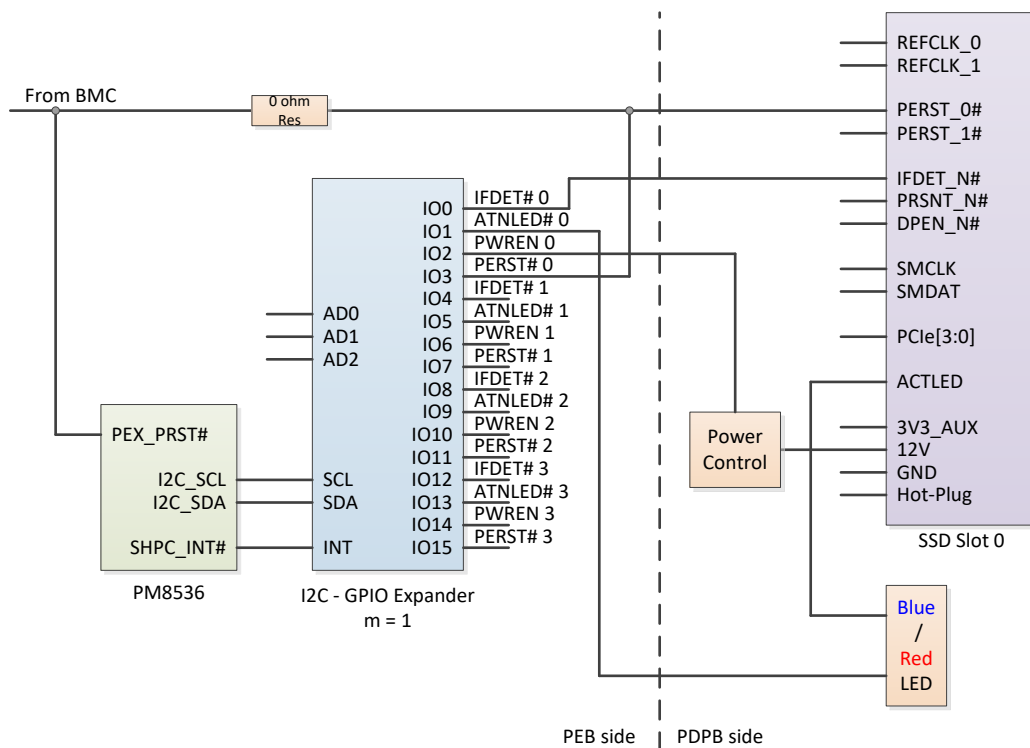 From BMC
0 ohm
Res
REFCLK_0
REFCLK_1
PERST_0#
PERST_1#
IFDET_N#
PRSNT_N#
DPEN_N#
SMCLK
SMDAT
PCIe[3:0]
ACTLED
3V3_AUX
12V
GND
Hot-Plug
SSD Slot 0
IO0
IO1
IO2
IO3
IO4
IO5
IO6
IO7
IO8
IO9
IO10
IO11
IO12
IO13
IO14
IO15
IFDET# 0
ATNLED# 0
PWREN 0
PERST# 0
IFDET# 1
ATNLED# 1
PWREN 1
PERST# 1
IFDET# 2
ATNLED# 2
PWREN 2
PERST# 2
IFDET# 3
ATNLED# 3
PWREN 3
PERST# 3
AD0
AD1
AD2
SCL
SDA
INT
I2C - GPIO Expander
m = 1
PEX_PRST#
I2C_SCL
I2C_SDA
SHPC_INT#
PM8536
Power
Control
Blue
/
Red
LED
PEB side
PDPB side